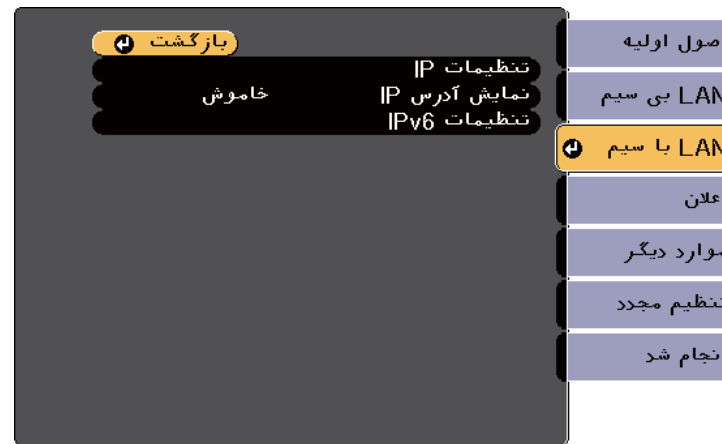 صول اولیه
LAN بی سیم
LAN با سیم
علان
موارد دیگر
تنظیم مجدد
نجام شد
بازگشت
تنظیمات IP
نمایش آدرس IP خاموش
تنظیمات IPv6